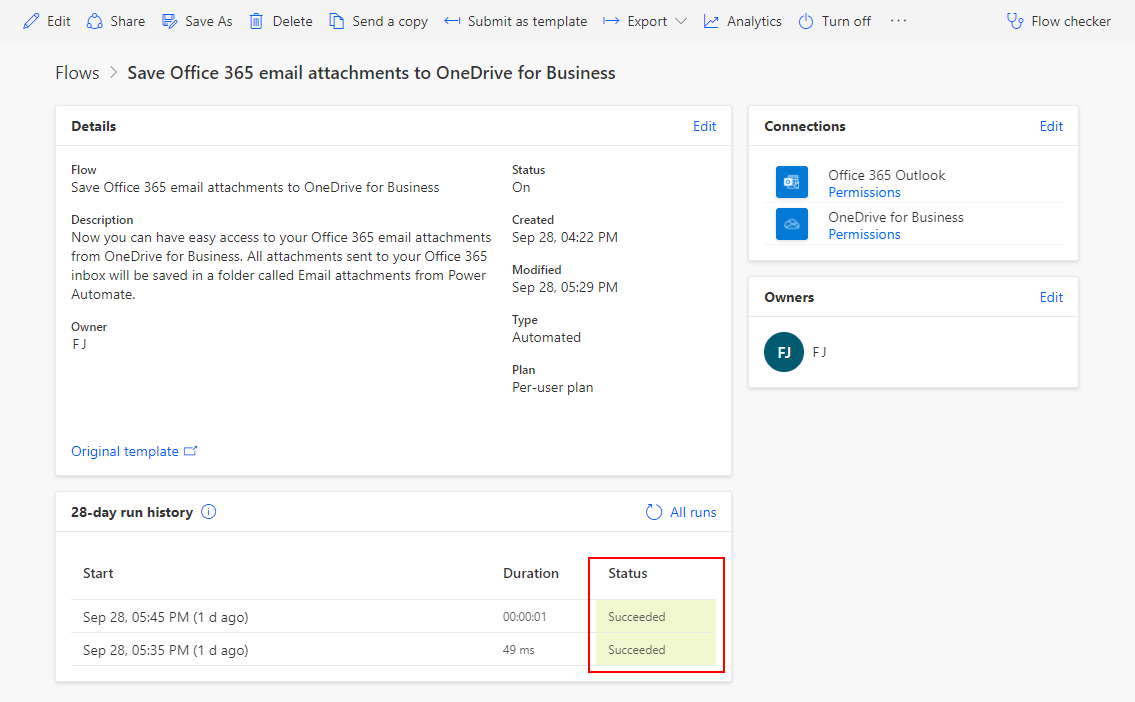 Edit Share Save As Delete Send a copy Submit as template Export Analytics Turn off ··· Flow checker
Flows > Save Office 365 email attachments to OneDrive for Business
Details Edit
Flow
Save Office 365 email attachments to OneDrive for Business
Description
Now you can have easy access to your Office 365 email attachments
from OneDrive for Business. All attachments sent to your Office 365
inbox will be saved in a folder called Email attachments from Power
Automate.
Owner
F J
Status
On
Created
Sep 28, 04:22 PM
Modified
Sep 28, 05:29 PM
Type
Automated
Plan
Per-user plan
Original template
Connections Edit
Office 365 Outlook
Permissions
OneDrive for Business
Permissions
Owners Edit
FJ F J
28-day run history All runs
Start Duration Status
Sep 28, 05:45 PM (1 d ago) 00:00:01 Succeeded
Sep 28, 05:35 PM (1 d ago) 49 ms Succeeded